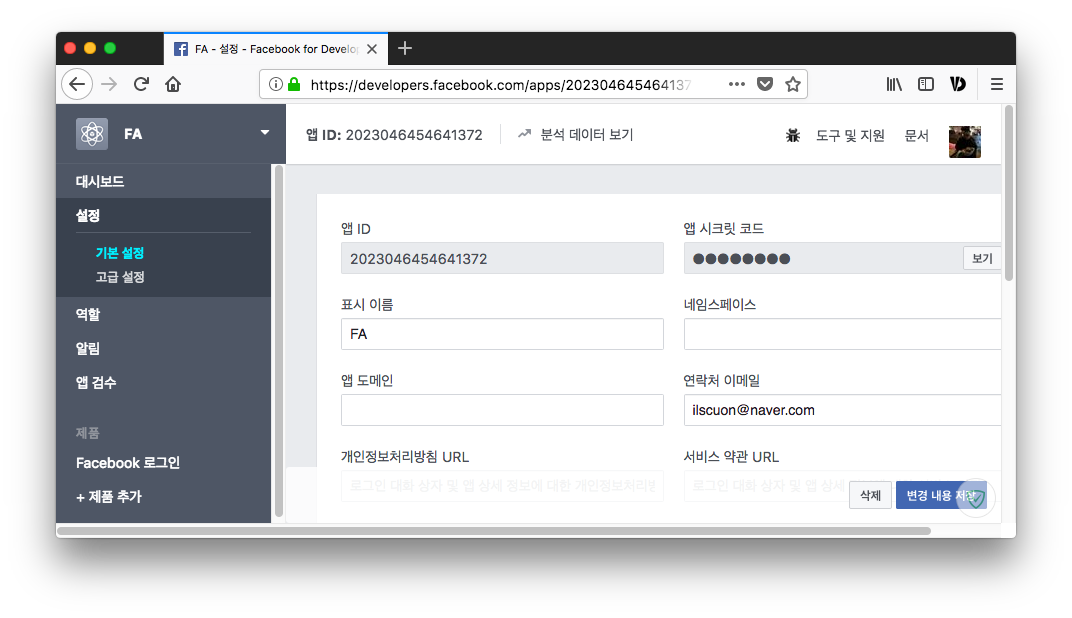 FA - 설정 - Facebook for Develo
https://developers.facebook.com/apps/2023046454641137
FA
앱 ID: 2023046454641372
분석 데이터 보기
도구 및 지원
문서
대시보드
설정
기본 설정
고급 설정
역할
알림
앱 검수
제품
Facebook 로그인
+ 제품 추가
앱 ID
앱 시크릿 코드
2023046454641372
●●●●●●●●
보기
표시 이름
네임스페이스
FA
앱 도메인
연락처 이메일
ilscuon@naver.com
개인정보처리방침 URL
서비스 약관 URL
로그인 대화 상자 및 앱 상세 정보에 대한 개인정보처리방
로그인 대화 상자 및 앱 상세
삭제
변경 내용 저장